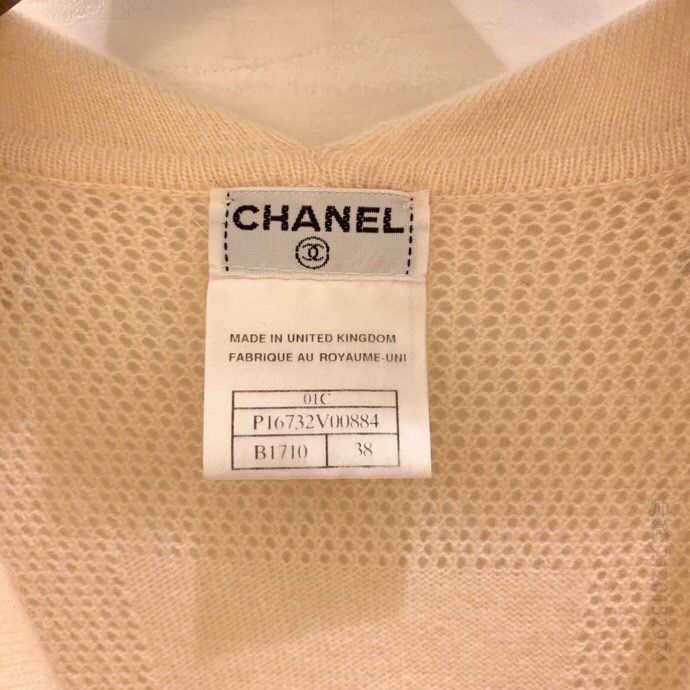 CHANEL
MADE IN UNITED KINGDOM
FABRIQUE AU ROYAUME-UNI
01C
P16732V00884
B1710 38